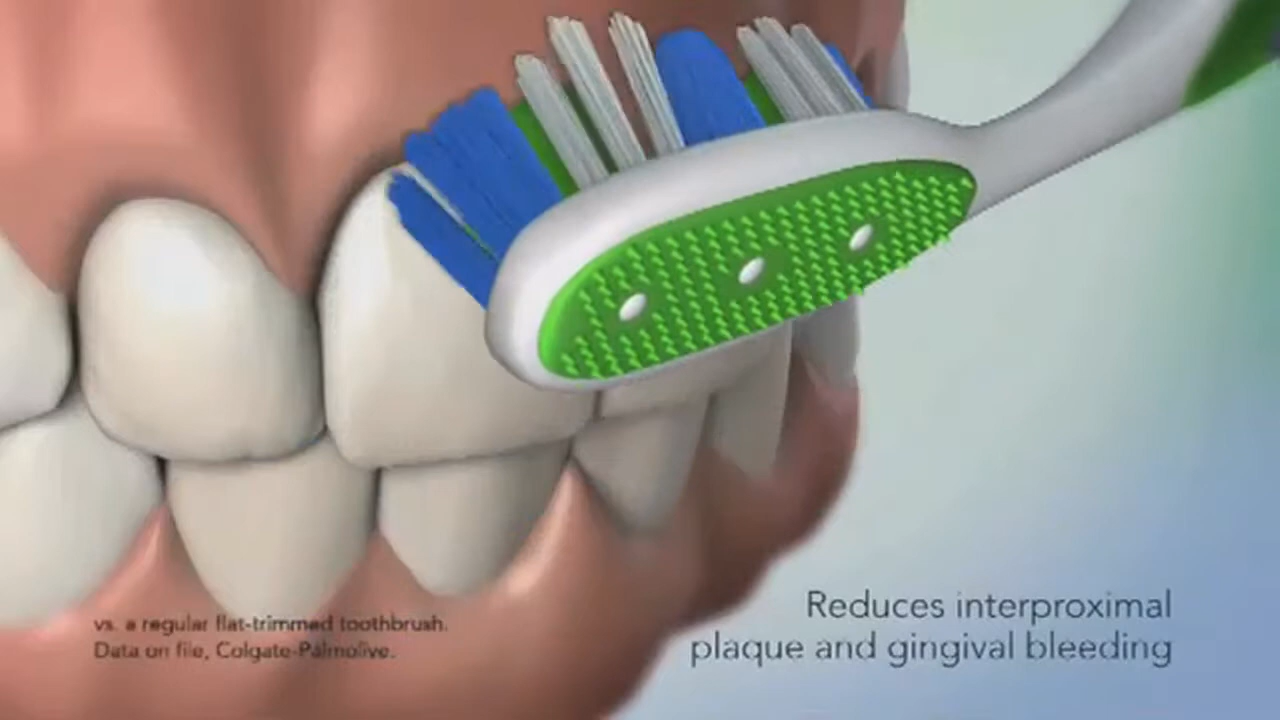 Reduces interproximal
plaque and gingival bleeding
vs. a regular flat-trimmed toothbrush.
Data on file, Colgate-Palmolive.